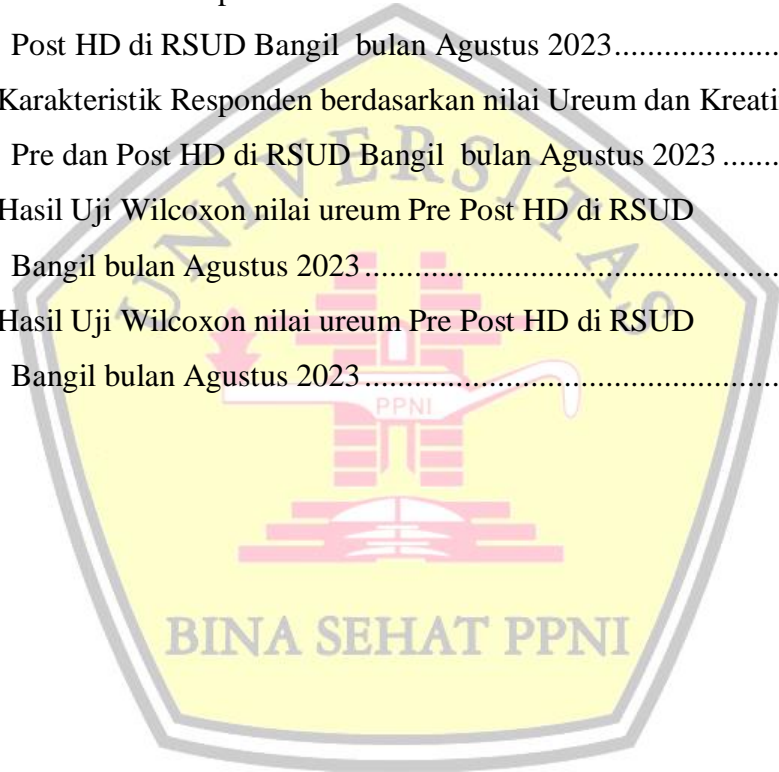 Post HD di RSUD Bangil bulan Agustus 2023....................
Karakteristik Responden berdasarkan nilai Ureum dan Kreati
Pre dan Post HD di RSUD Bangil bulan Agustus 2023.......
Hasil Uji Wilcoxon nilai ureum Pre Post HD di RSUD
Bangil bulan Agustus 2023..................................................
Hasil Uji Wilcoxon nilai ureum Pre Post HD di RSUD
Bangil bulan Agustus 2023..................................................
UNIVERSITAS
PPNI
BINA SEHAT PPNI